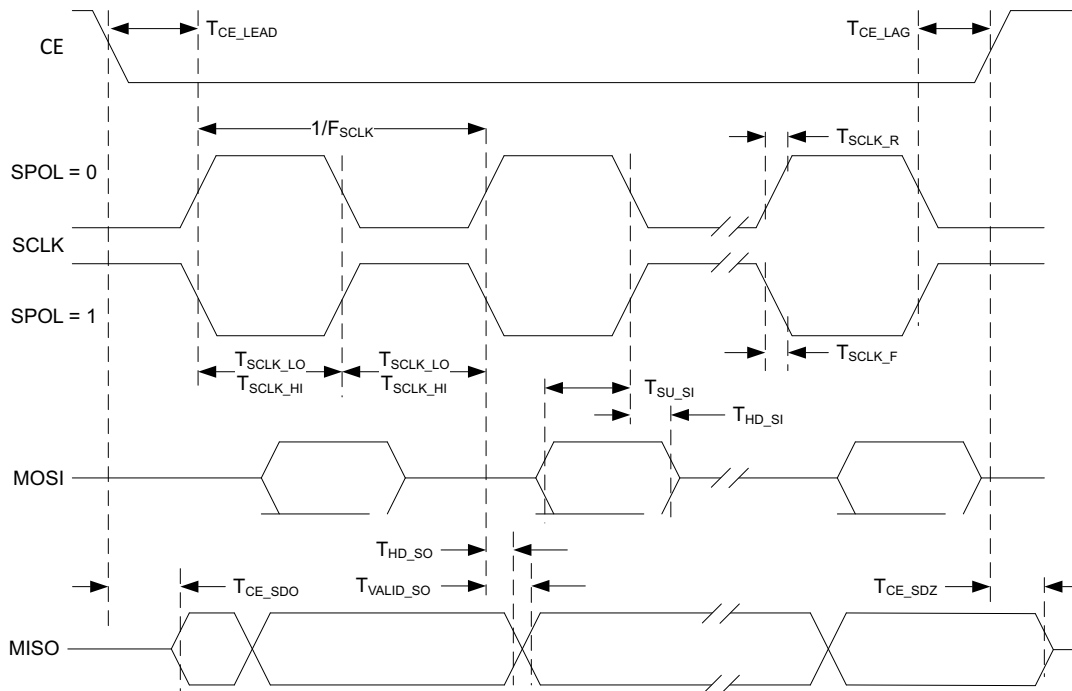 CE
T_CE_LEAD
T_CE_LAG
1/F_SCLK
T_SCLK_R
SPOL = 0
SCLK
SPOL = 1
T_SCLK_F
T_SCLK_LO
T_SCLK_HI
T_SCLK_LO
T_SCLK_HI
T_SU_SI
T_HD_SI
MOSI
T_HD_SO
T_CE_SDO
T_VALID_SO
T_CE_SDZ
MISO